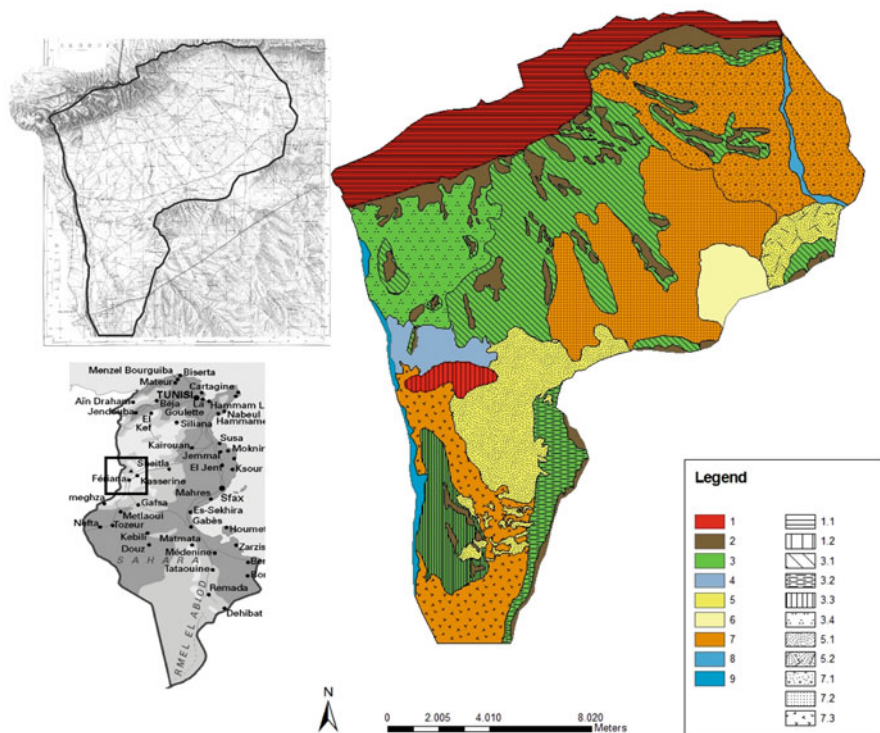 Menzel Bourguiba
Biserta
Mateur
Cartagine
TUNISI
Aïn Draham
Béja
La
Hammam L
Jendouba
Goulette
Nabeul
El
Kef
Siliana
Hammame
Kairouan
Susa
Jemmal
Moknin
Sbeitla
El Jem
Ksour
Fériana
Kasserine
Mahres
Sfax
meghza
Gafsa
Es-Sekhira
Metlaoui
Gabès
Nefta
Tozeur
Houmet
Kebili
Matmata
Douz
Médenine
Zarzis
SAHARA
Ben
Tataouine
Bor
Remada
RMEL EL ABIOD
Dehibat
N
0 2.005 4.010 8.020
Meters
Legend
1 1.1
2 1.2
3 3.1
4 3.2
5 3.3
6 3.4
7 5.1
8 5.2
9 7.1
7.2
7.3